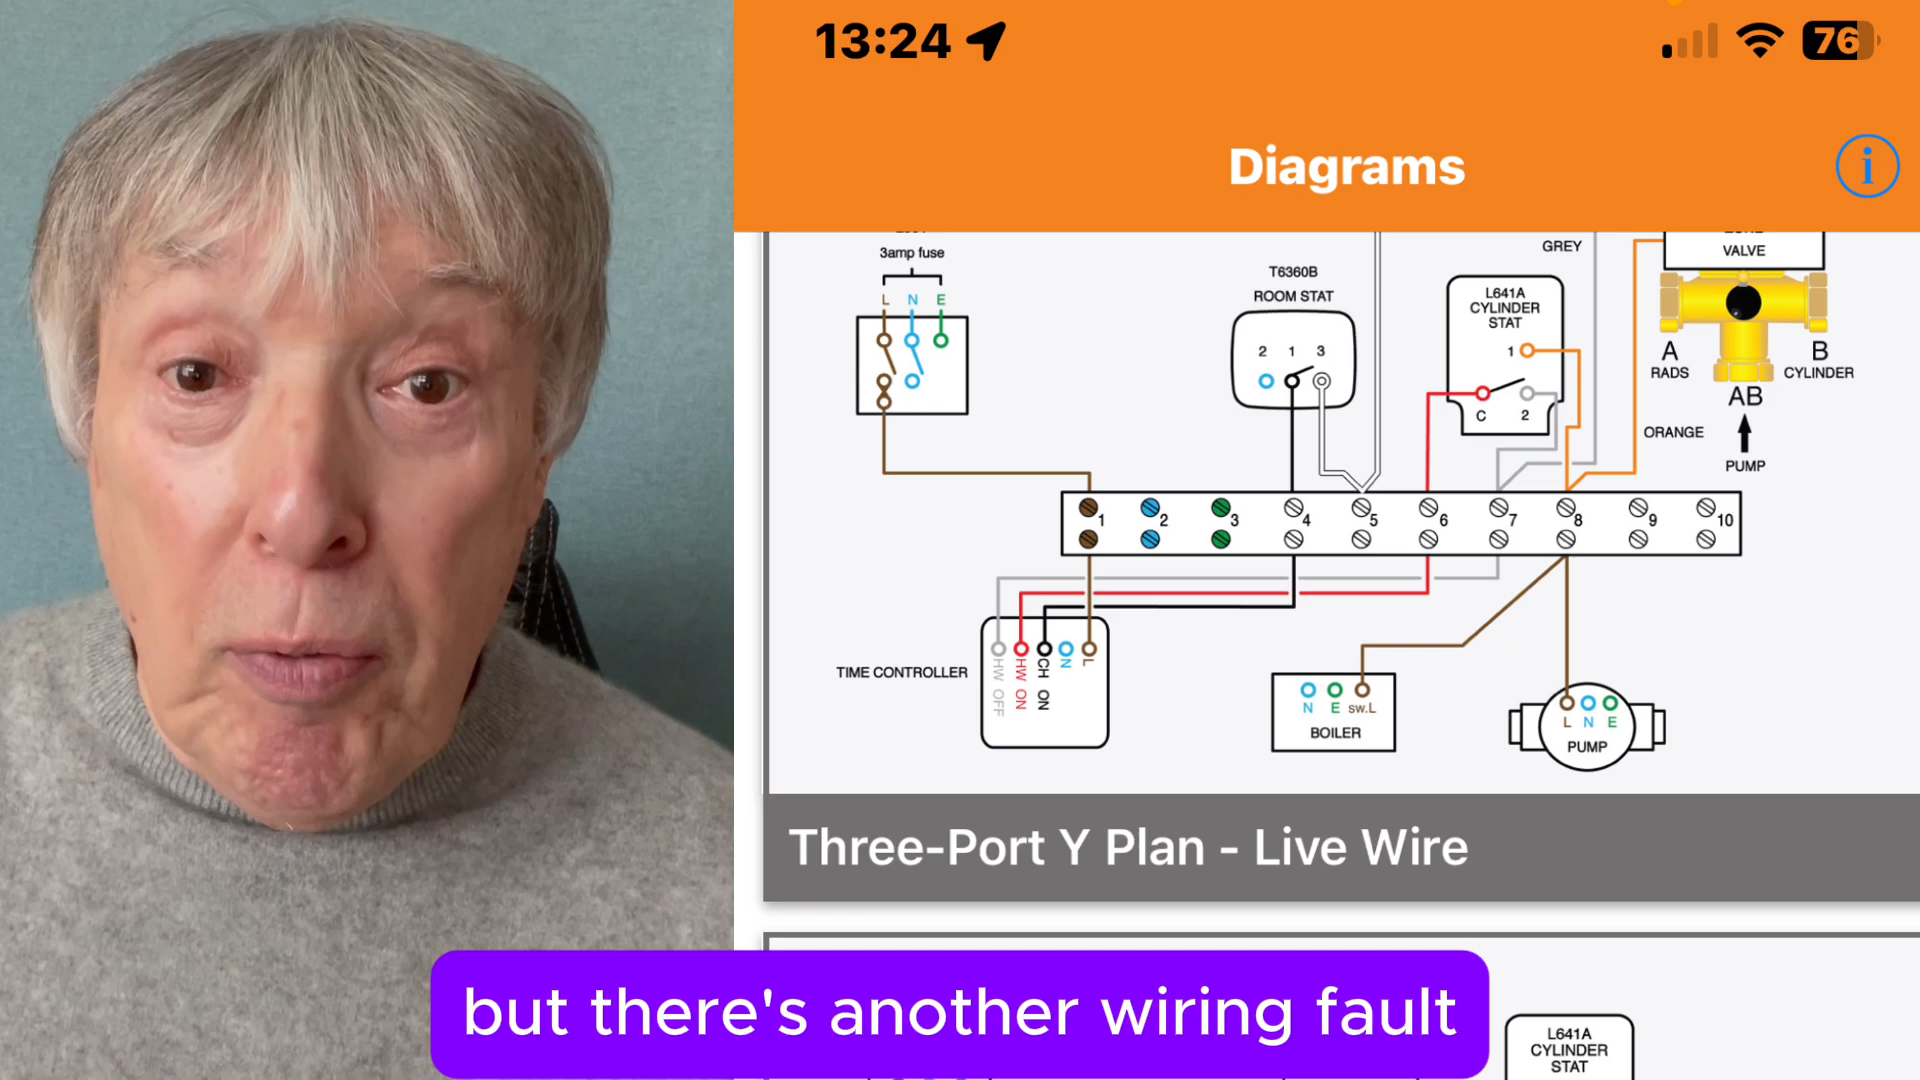 13:24
76
Diagrams
i
3amp fuse
L N E
T6360B
ROOM STAT
2 1 3
L641A
CYLINDER
STAT
1
C 2
GREY
VALVE
A
RADS
B
CYLINDER
AB
ORANGE
PUMP
1 2 3 4 5 6 7 8 9 10
TIME CONTROLLER
HW OFF
HW ON
CH ON
N
L
N E sw.L
BOILER
L N E
PUMP
Three-Port Y Plan - Live Wire
but there's another wiring fault
L641A
CYLINDER
STAT